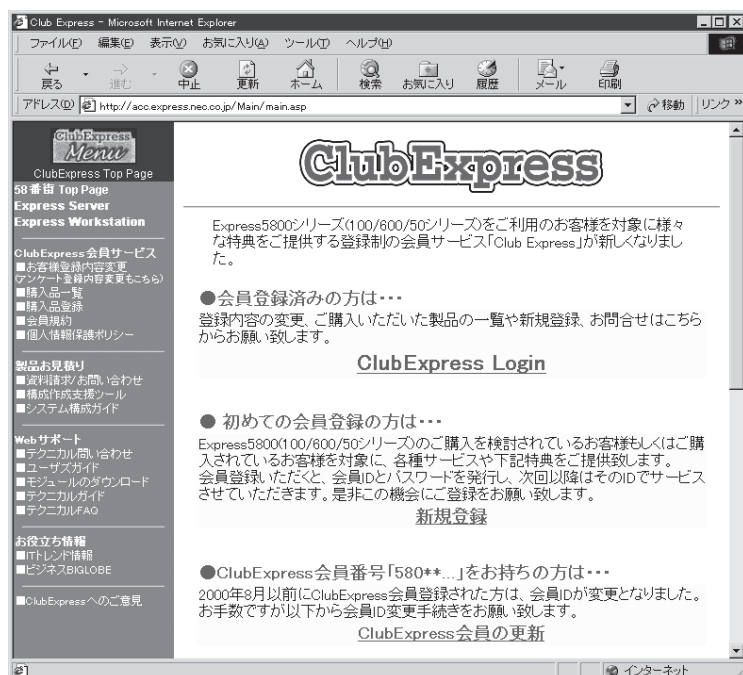 Club Express - Microsoft Internet Explorer
ファイル(F) 編集(E) 表示(V) お気に入り(A) ツール(T) ヘルプ(H)
戻る 進む 中止 更新 ホーム 検索 お気に入り 履歴 メール 印刷
アドレス(D) http://acc.express.nec.co.jp/Main/main.asp 移動 リンク »
ClubExpress
Menu
ClubExpress Top Page
58番街 Top Page
Express Server
Express Workstation
ClubExpress会員サービス
■お客様登録内容変更
(アンケート登録内容変更もこちら)
■購入品一覧
■購入品登録
■会員規約
■個人情報保護ポリシー
製品お見積り
■資料請求/お問い合わせ
■構成作成支援ツール
■システム構成ガイド
Webサポート
■テクニカル問い合わせ
■ユーザズガイド
■モジュールのダウンロード
■テクニカルガイド
■テクニカルFAQ
お役立ち情報
■ITトレンド情報
■ビジネスBIGLOBE
■ClubExpressへのご意見
ClubExpress
Express5800シリーズ(100/600/50シリーズ)をご利用のお客様を対象に様々
な特典をご提供する登録制の会員サービス「Club Express」が新しくなりまし
た。
●会員登録済みの方は・・・
登録内容の変更、ご購入いただいた製品の一覧や新規登録、お問合せはこちら
からお願い致します。
ClubExpress Login
● 初めての会員登録の方は・・・
Express5800(100/600/50シリーズ)のご購入を検討されているお客様もしくはご購
入されているお客様を対象に、各種サービスや下記特典をご提供致します。
会員登録いただくと、会員IDとパスワードを発行し、次回以降はそのIDでサービス
させていただきます。是非この機会にご登録をお願い致します。
新規登録
●ClubExpress会員番号「580**...」をお持ちの方は・・・
2000年8月以前にClubExpress会員登録された方は、会員IDが変更となりました。
お手数ですが以下から会員ID変更手続きをお願い致します。
ClubExpress会員の更新
インターネット